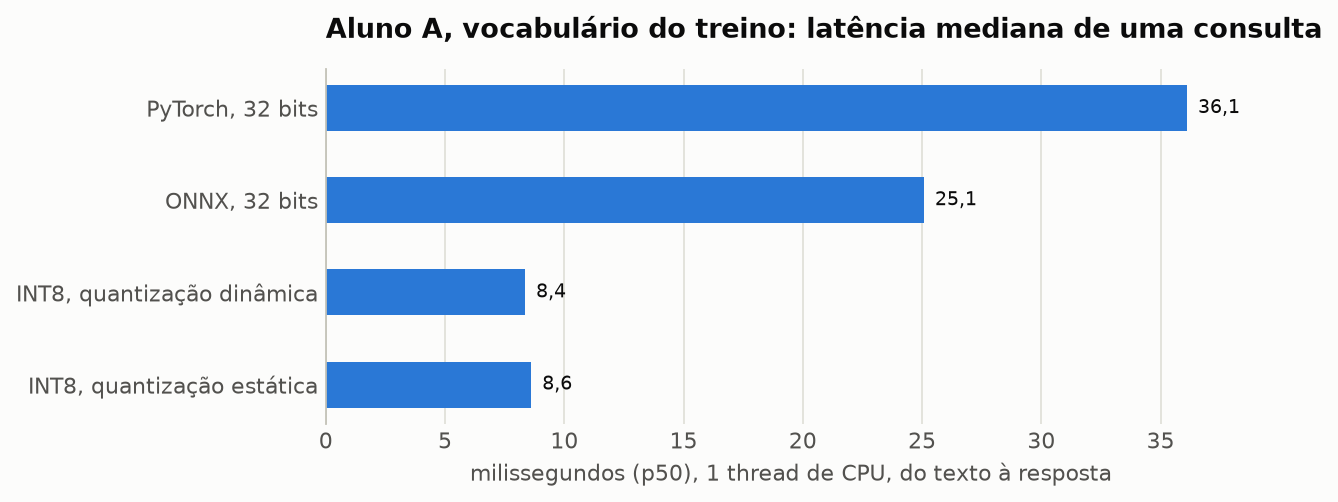 Aluno A, vocabulário do treino: latência mediana de uma consulta
PyTorch, 32 bits
36,1
ONNX, 32 bits
25,1
INT8, quantização dinâmica
8,4
INT8, quantização estática
8,6
0 5 10 15 20 25 30 35
milissegundos (p50), 1 thread de CPU, do texto à resposta